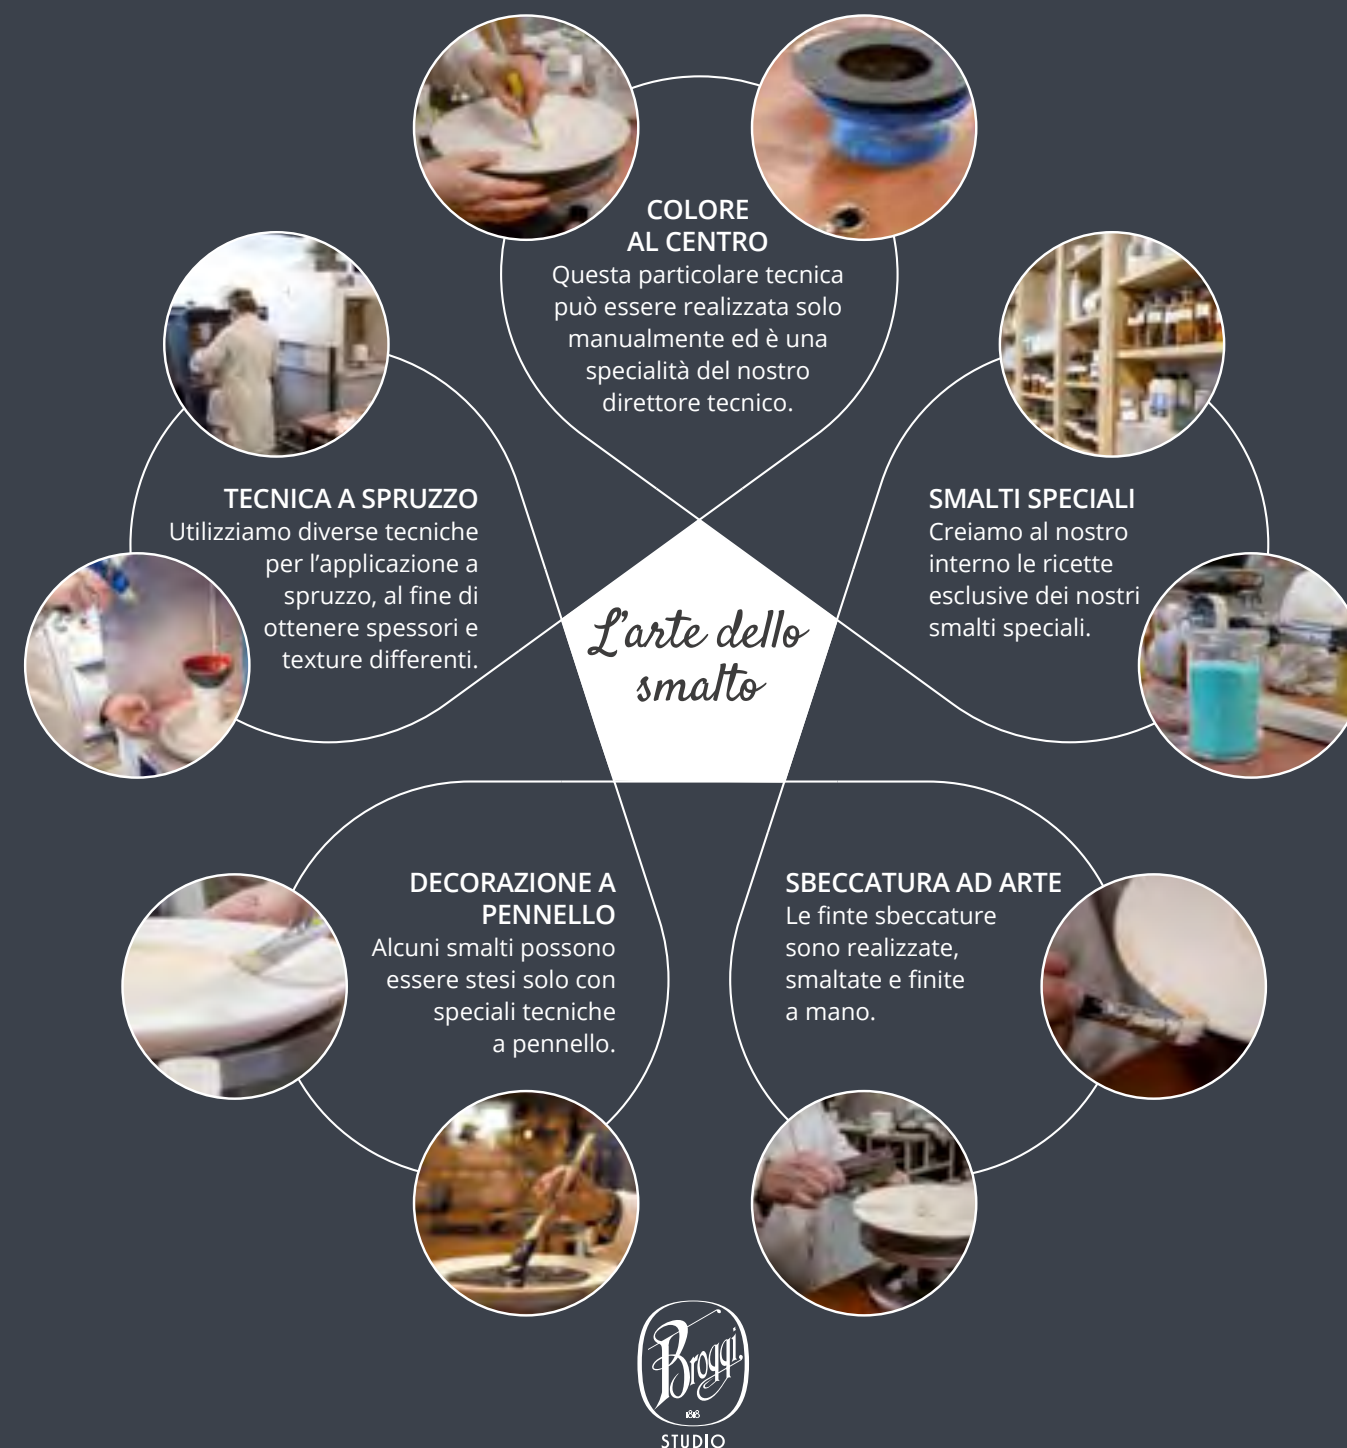 COLORE
AL CENTRO
Questa particolare tecnica
può essere realizzata solo
manualmente ed è una
specialità del nostro
direttore tecnico.
TECNICA A SPRUZZO
Utilizziamo diverse tecniche
per l’applicazione a
spruzzo, al fine di
ottenere spessori e
texture differenti.
SMALTI SPECIALI
Creiamo al nostro
interno le ricette
esclusive dei nostri
smalti speciali.
L’arte dello
smalto
DECORAZIONE A
PENNELLO
Alcuni smalti possono
essere stesi solo con
speciali tecniche
a pennello.
SBECCATURA AD ARTE
Le finte sbeccature
sono realizzate,
smaltate e finite
a mano.
Broggi
1818
STUDIO